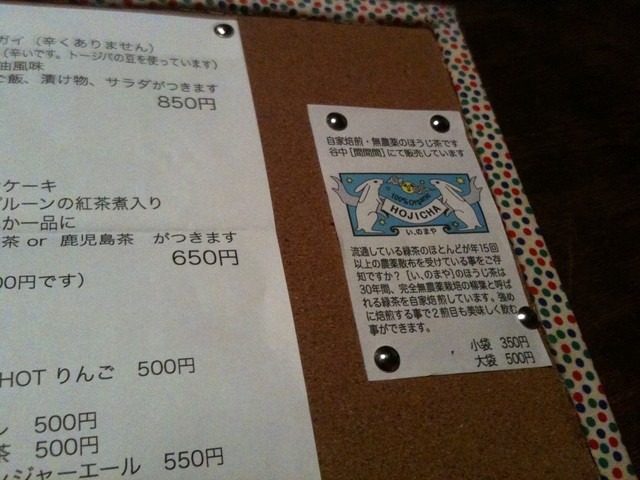 ガイ（辛くありません）
（辛いです。トージバの豆を使っています）
油風味
ご飯、漬け物、サラダがつきます
850円
ケーキ
プルーンの紅茶煮入り
か一品に
茶 or 鹿児島茶　がつきます
650円
00円です）
HOT りんご　500円
ル　500円
茶　500円
ンジャーエール　550円
自家焙煎・無農薬のほうじ茶です
谷中［間間間］にて販売しています
100% Organic
HOJICHA
い、のまや
流通している緑茶のほとんどが年15回
以上の農薬散布を受けている事をご存
知ですか？［い、のまや］のほうじ茶は
30年間、完全無農薬栽培の柳葉と呼ば
れる緑茶を自家焙煎しています。強め
に焙煎する事で２煎目も美味しく飲む
事ができます。
小袋　350円
大袋　500円